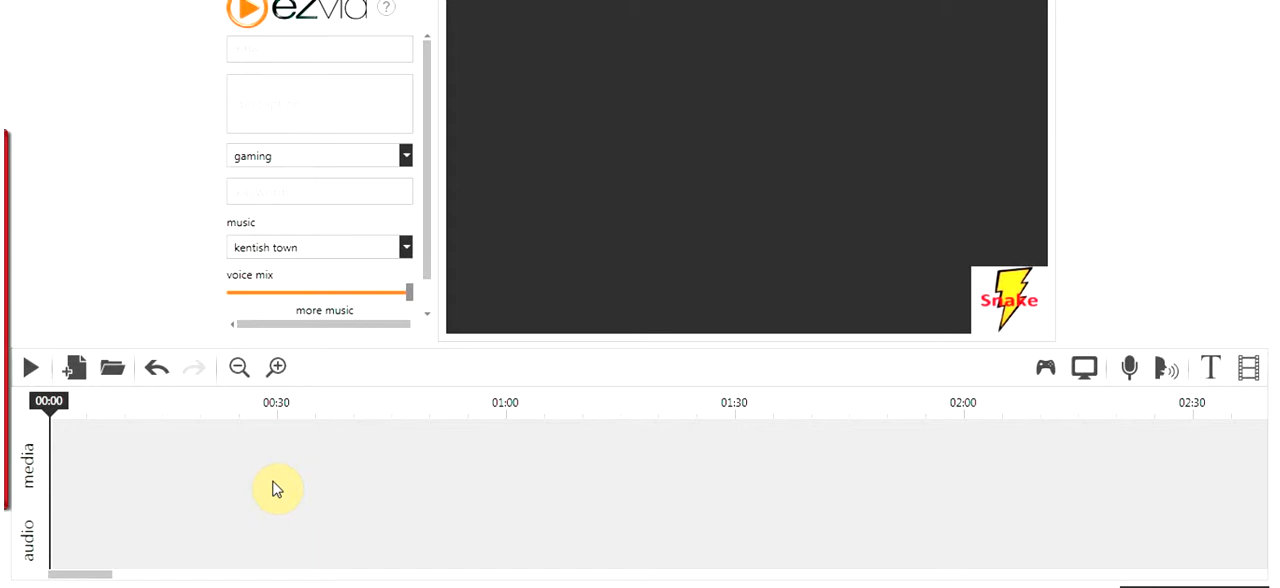 ezvid ?
gaming
music
kentish town
voice mix
more music
Snake
T
00:00
00:30
01:00
01:30
02:00
02:30
media
audio